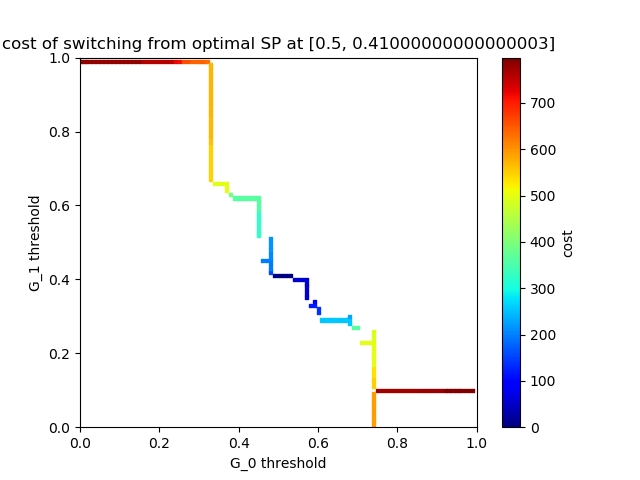 cost of switching from optimal SP at [0.5, 0.41000000000000003]
1.0
0.8
0.6
0.4
0.2
0.0
G_1 threshold
0.0 0.2 0.4 0.6 0.8 1.0
G_0 threshold
700
600
500
400
300
200
100
0
cost